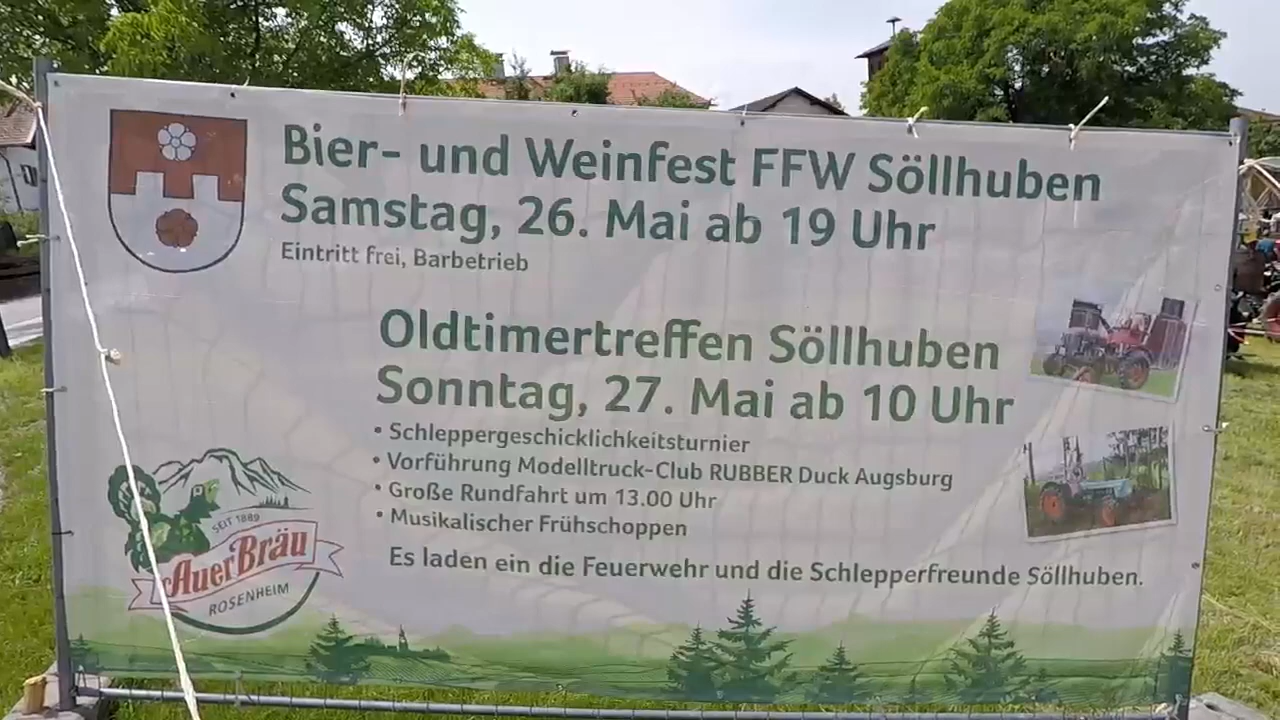 Bier- und Weinfest FFW Söllhuben
Samstag, 26. Mai ab 19 Uhr
Eintritt frei, Barbetrieb
Oldtimertreffen Söllhuben
Sonntag, 27. Mai ab 10 Uhr
• Schleppergeschicklichkeitsturnier
• Vorführung Modelltruck-Club RUBBER Duck Augsburg
• Große Rundfahrt um 13.00 Uhr
• Musikalischer Frühschoppen
Es laden ein die Feuerwehr und die Schlepperfreunde Söllhuben.
SEIT 1889
AuerBräu
ROSENHEIM